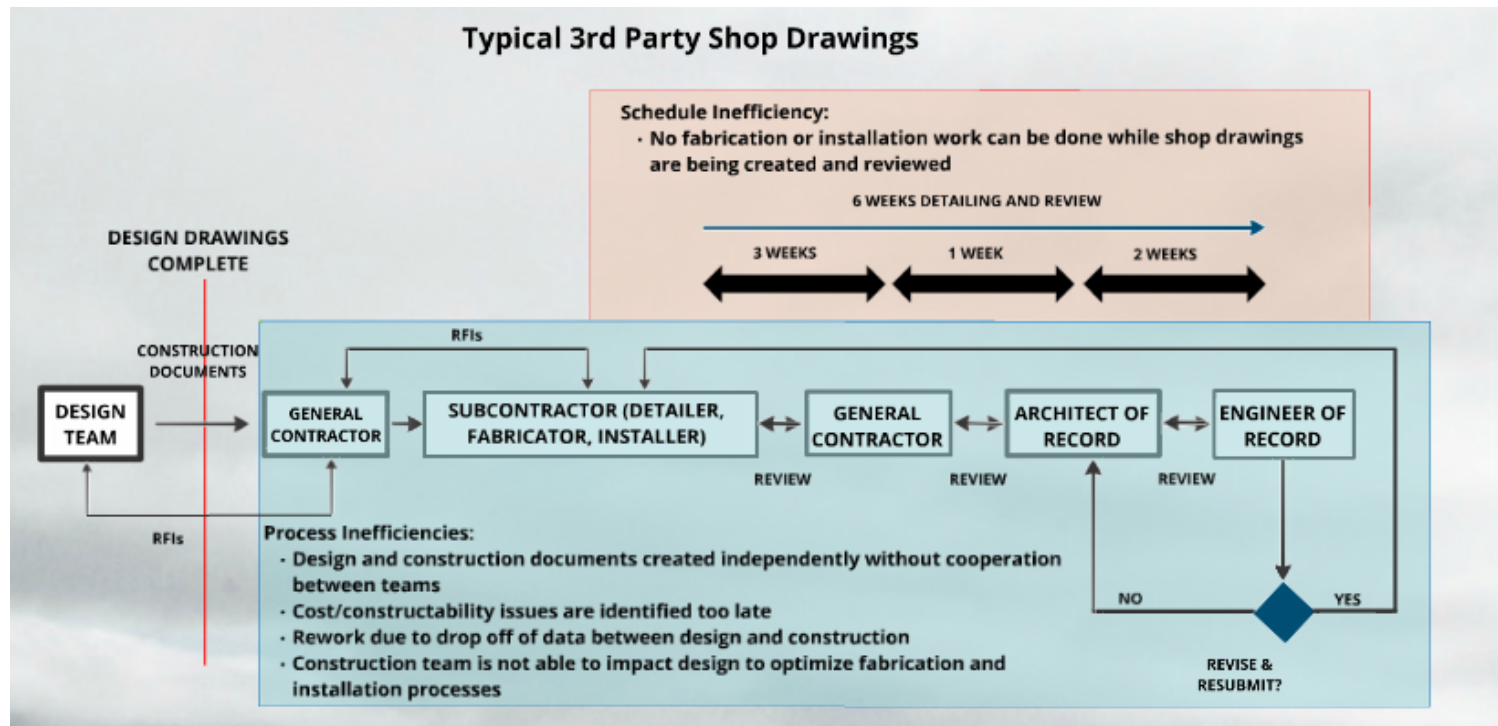 Typical 3rd Party Shop Drawings
Schedule Inefficiency:
· No fabrication or installation work can be done while shop drawings
are being created and reviewed
6 WEEKS DETAILING AND REVIEW
3 WEEKS
1 WEEK
2 WEEKS
DESIGN DRAWINGS
COMPLETE
CONSTRUCTION
DOCUMENTS
RFIs
DESIGN
TEAM
GENERAL
CONTRACTOR
SUBCONTRACTOR (DETAILER,
FABRICATOR, INSTALLER)
GENERAL
CONTRACTOR
ARCHITECT OF
RECORD
ENGINEER OF
RECORD
REVIEW
REVIEW
REVIEW
RFIs
Process Inefficiencies:
· Design and construction documents created independently without cooperation
between teams
· Cost/constructability issues are identified too late
· Rework due to drop off of data between design and construction
· Construction team is not able to impact design to optimize fabrication and
installation processes
NO
YES
REVISE &
RESUBMIT?